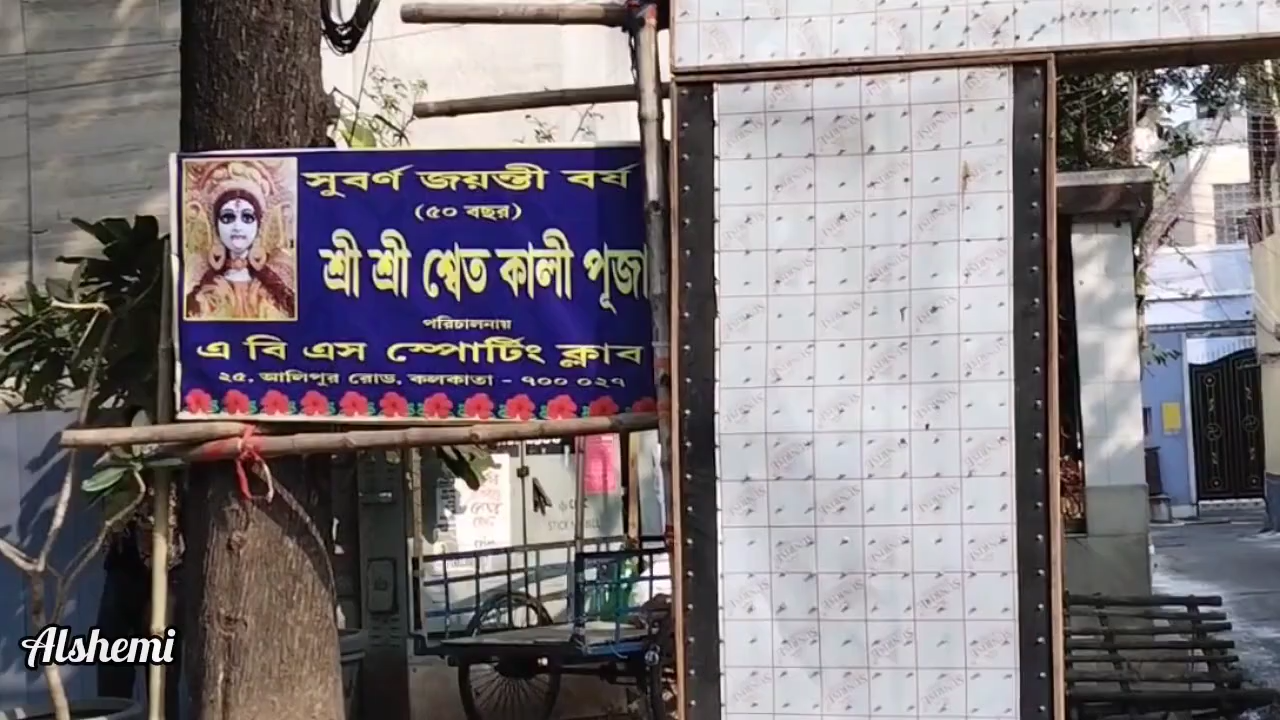 সুবর্ণ জয়ন্তী বর্ষ
(৫০ বছর)
শ্রী শ্রী শ্বেত কালী পূজা
পরিচালনায়
এ বি এস স্পোর্টিং ক্লাব
২৫, আলিপুর রোড, কলকাতা - ৭০০ ০২৭
Alshemi